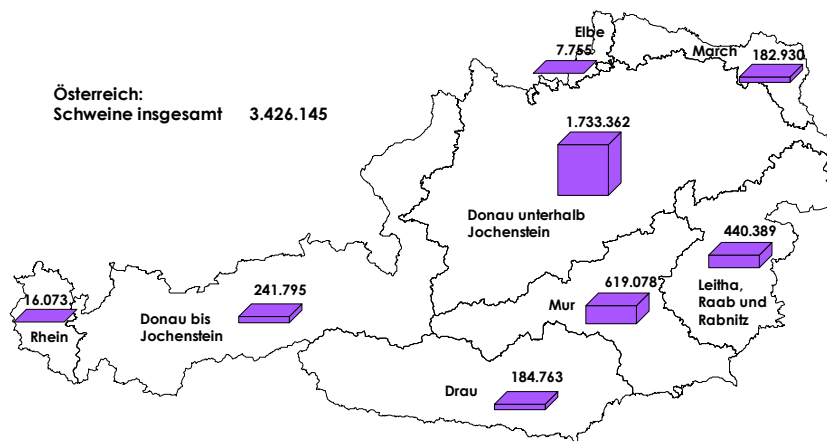 Elbe
7.755
March
182.930
Österreich:
Schweine insgesamt 3.426.145
1.733.362
Donau unterhalb
Jochenstein
440.389
Leitha,
Raab und
Rabnitz
619.078
Mur
241.795
Donau bis
Jochenstein
16.073
Rhein
184.763
Drau